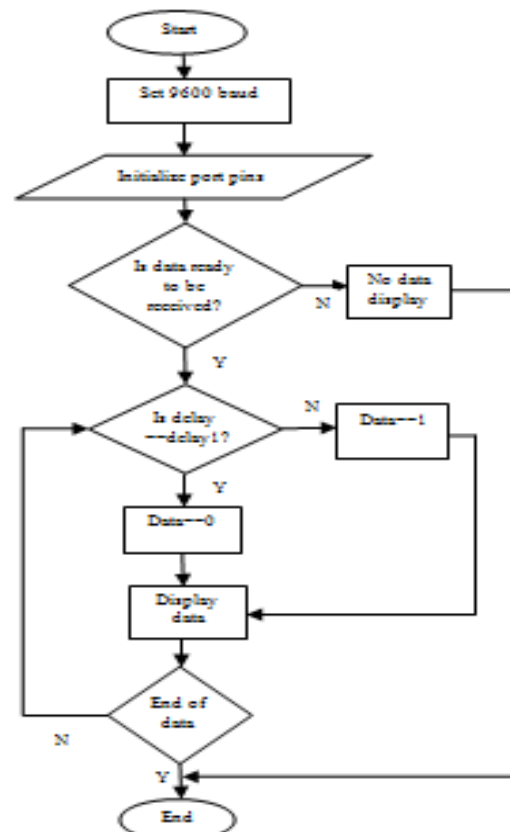 Start
Set 9600 baud
Initialize port pins
Is data ready
to be
received?
N
No data
display
Y
Is delay
==delay1?
N
Data==1
Y
Data==0
Display
data
End of
data
N
Y
End